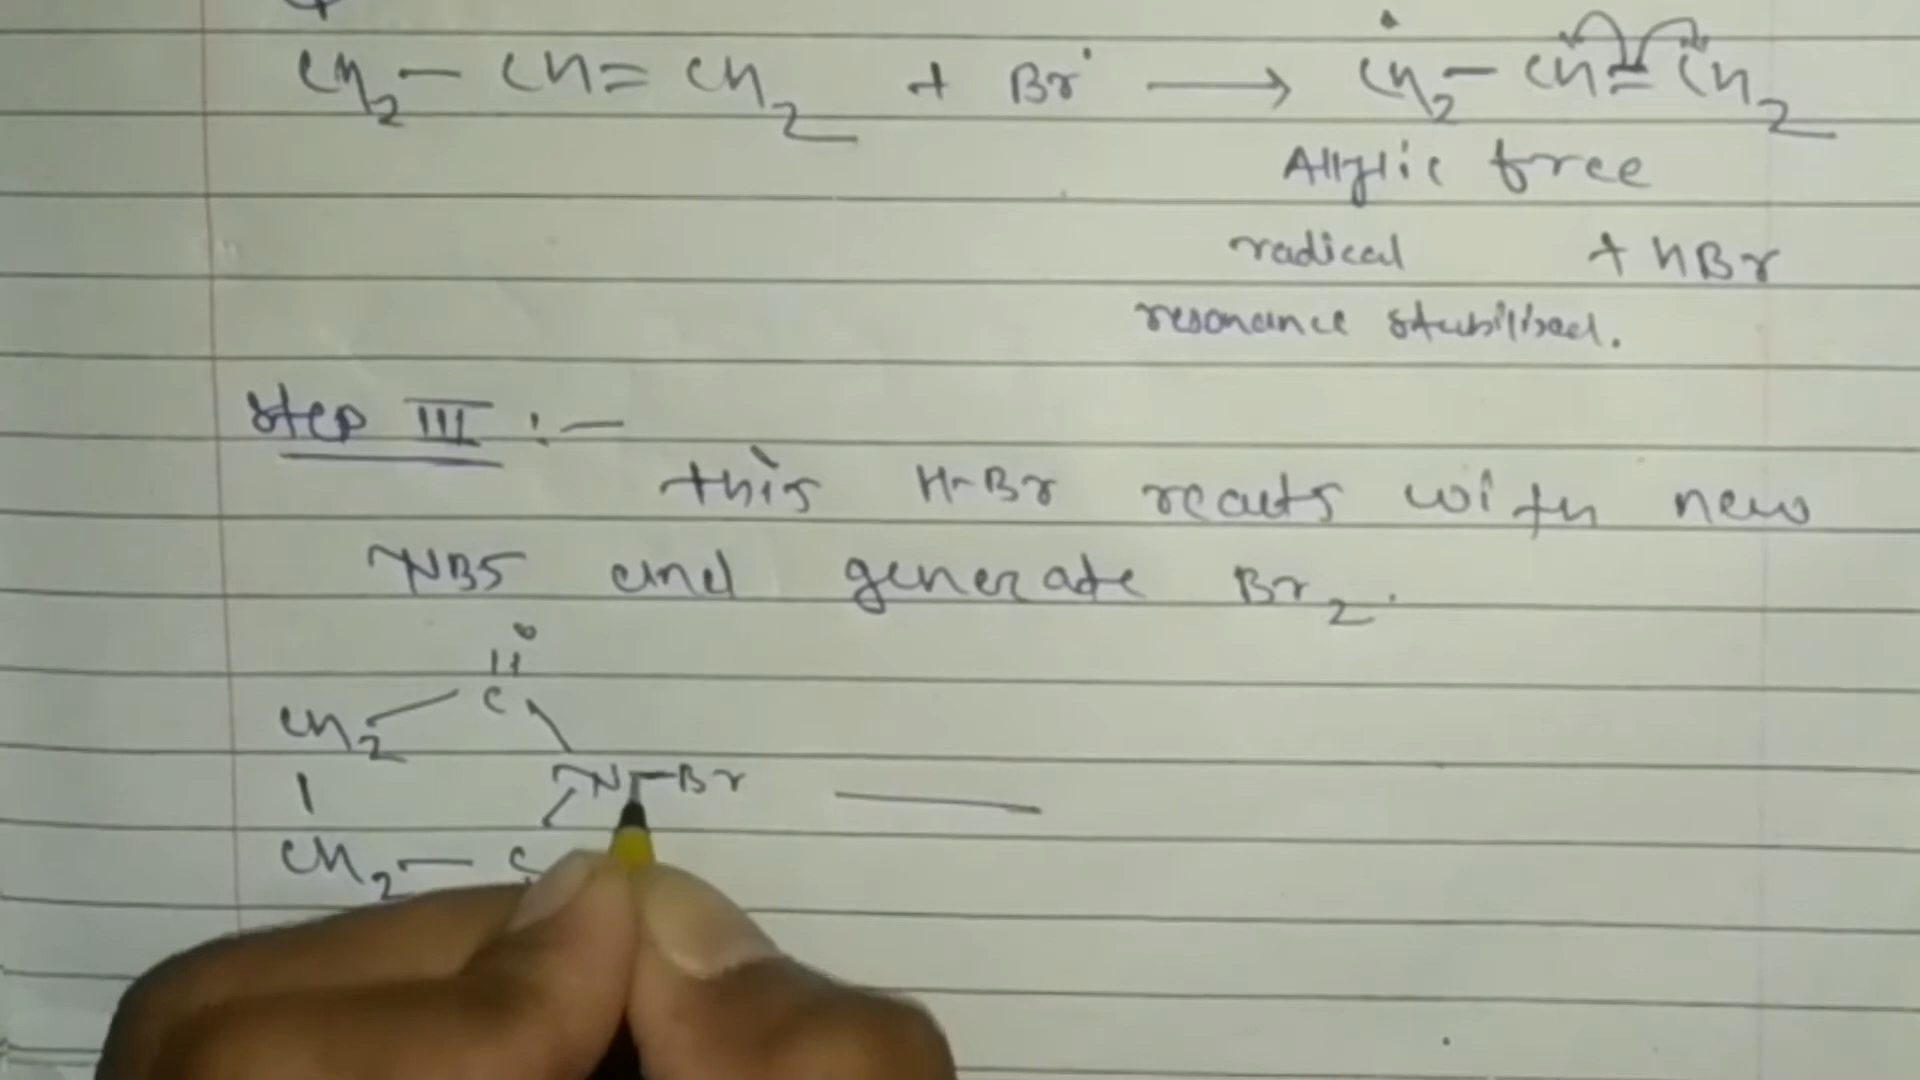 CH2 — CH = CH2 + Br• ⟶ •CH2 — CH = CH2
Allylic free
radical + HBr
resonance stabilised.
Step III :—
this H-Br reacts with new
NBS and generate Br2.
O
CH2 — C
N — Br
CH2 — C